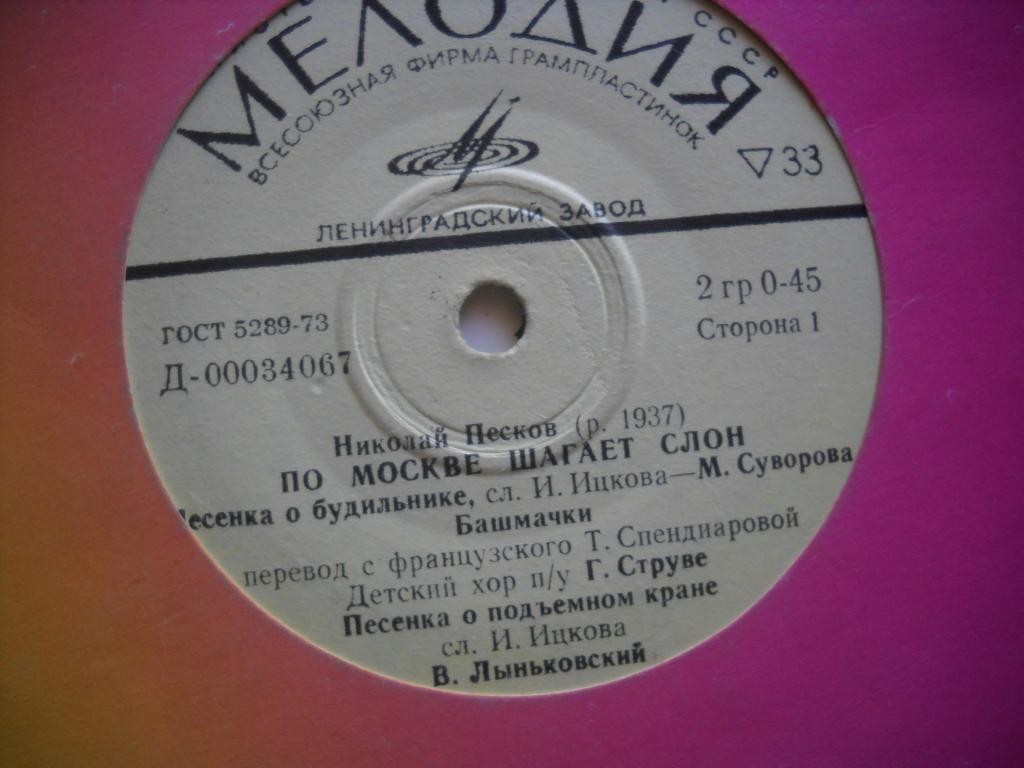 СССР
МЕЛОДИЯ
ВСЕСОЮЗНАЯ ФИРМА ГРАМПЛАСТИНОК
▽33
ЛЕНИНГРАДСКИЙ ЗАВОД
ГОСТ 5289-73
2 гр 0-45
Д-00034067
Сторона 1
Николай Песков (р. 1937)
ПО МОСКВЕ ШАГАЕТ СЛОН
Песенка о будильнике, сл. И. Ицкова—М. Суворова
Башмачки
перевод с французского Т. Спендиаровой
Детский хор п/у Г. Струве
Песенка о подъемном кране
сл. И. Ицкова
В. Лыньковский